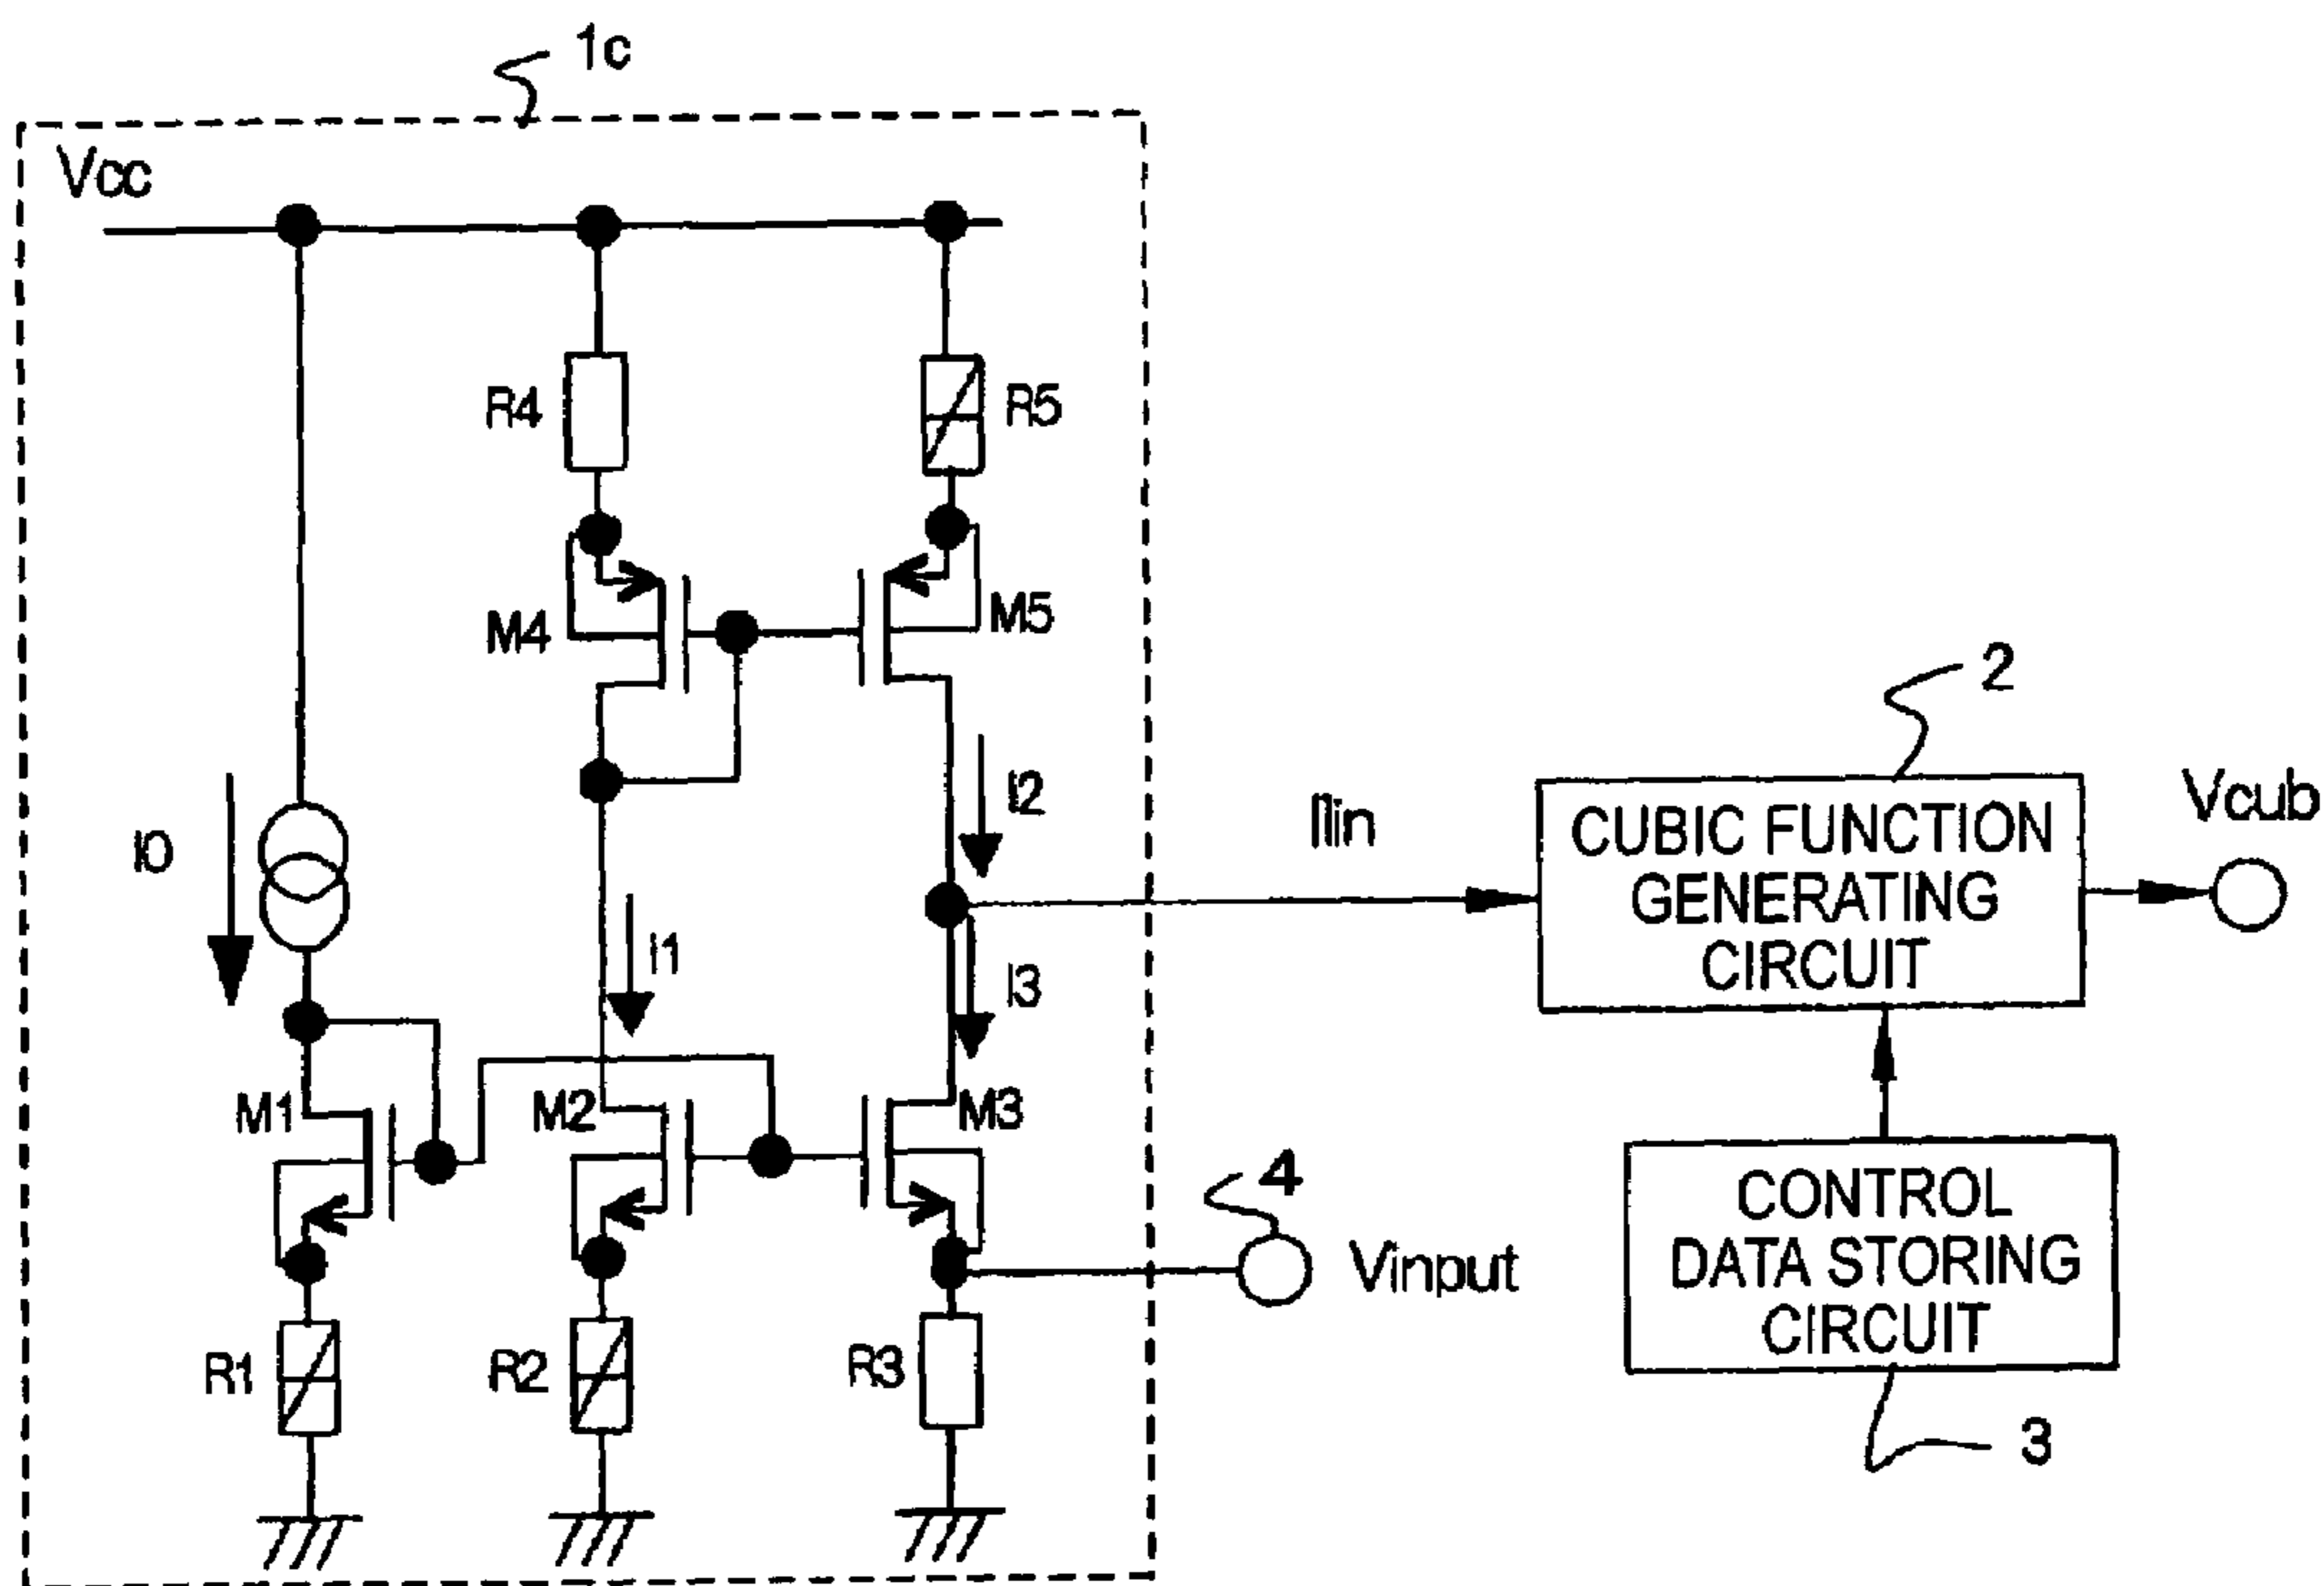 1c
Vcc
R4
R5
M4
M5
2
I2
Ilin
CUBIC FUNCTION
GENERATING
CIRCUIT
Vcub
I0
I1
I3
M1
M2
M3
4
Vinput
CONTROL
DATA STORING
CIRCUIT
R1
R2
R3
3